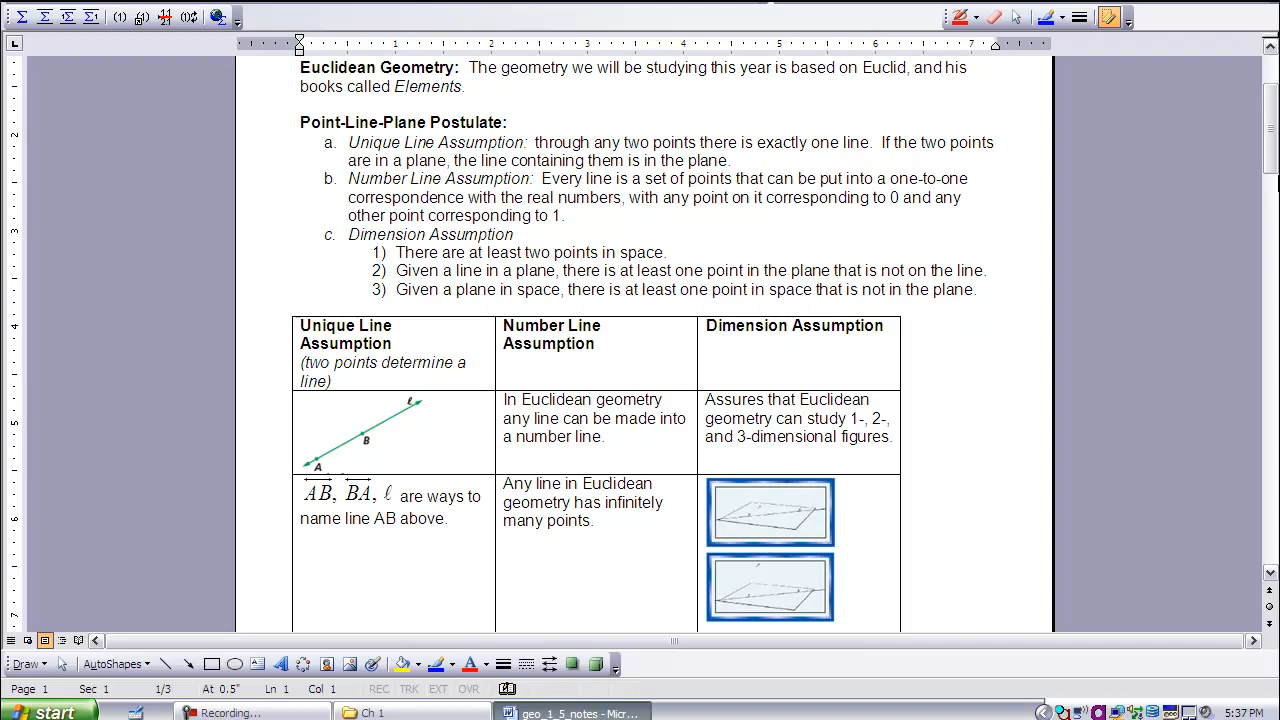 Euclidean Geometry: The geometry we will be studying this year is based on Euclid, and his
books called Elements.
Point-Line-Plane Postulate:
a. Unique Line Assumption: through any two points there is exactly one line. If the two points
are in a plane, the line containing them is in the plane.
b. Number Line Assumption: Every line is a set of points that can be put into a one-to-one
correspondence with the real numbers, with any point on it corresponding to 0 and any
other point corresponding to 1.
c. Dimension Assumption
1) There are at least two points in space.
2) Given a line in a plane, there is at least one point in the plane that is not on the line.
3) Given a plane in space, there is at least one point in space that is not in the plane.
Unique Line
Assumption
(two points determine a
line)
Number Line
Assumption
Dimension Assumption
ℓ
B
A
In Euclidean geometry
any line can be made into
a number line.
Assures that Euclidean
geometry can study 1-, 2-,
and 3-dimensional figures.
AB, BA, ℓ are ways to
name line AB above.
Any line in Euclidean
geometry has infinitely
many points.
Draw AutoShapes
Page 1 Sec 1 1/3 At 0.5" Ln 1 Col 1 REC TRK EXT OVR
start Recording... Ch 1 geo_1_5_notes - Micr... 5:37 PM